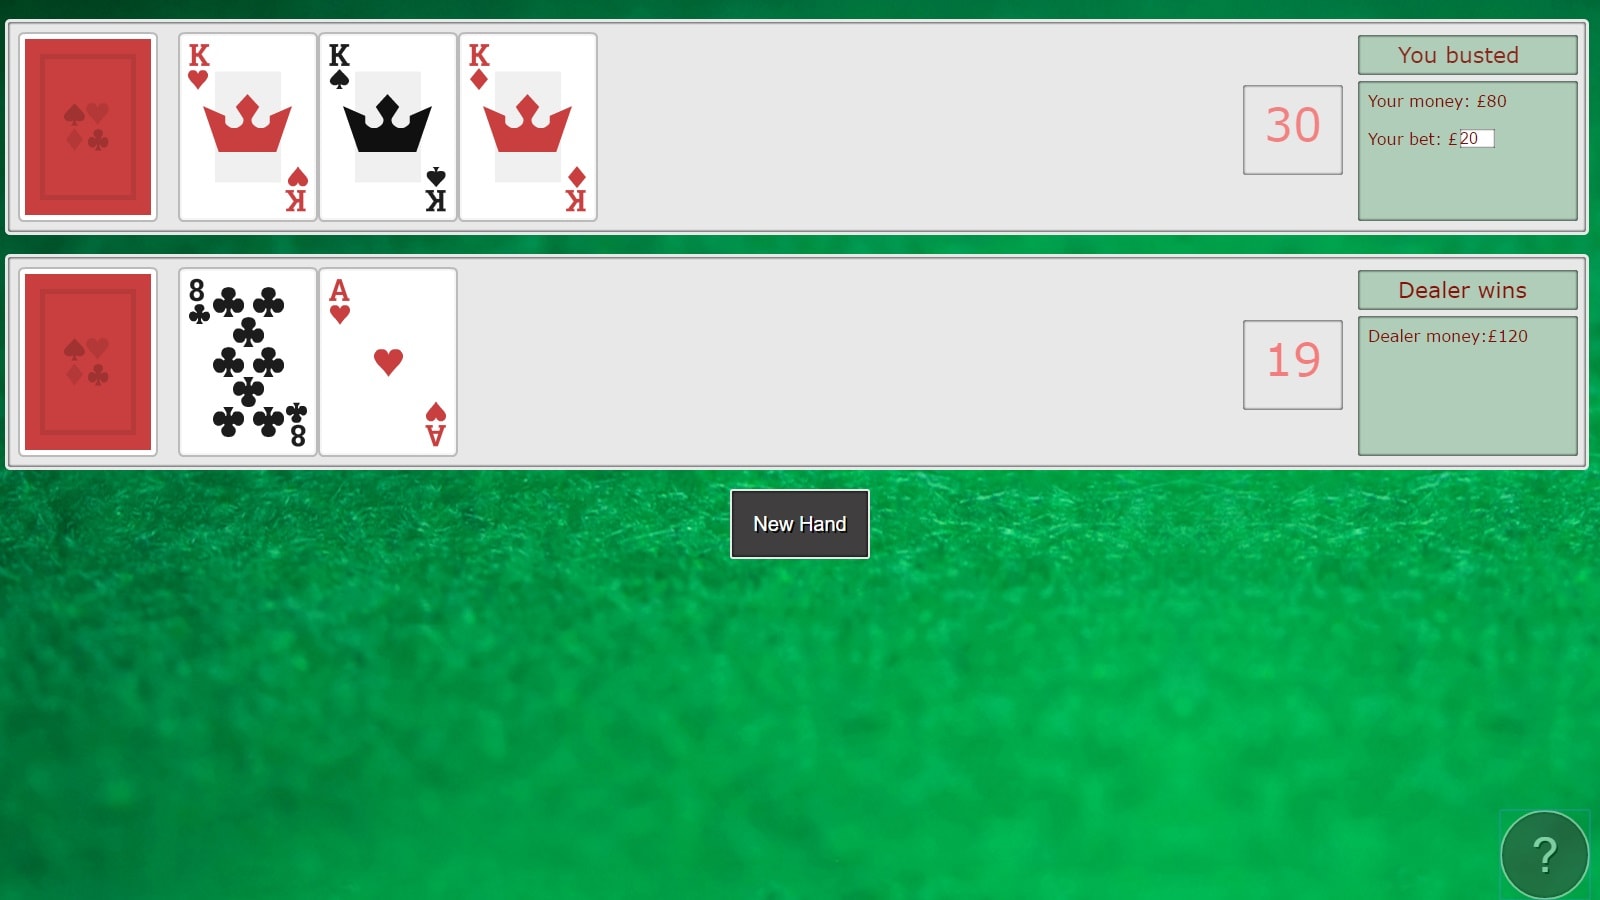 K K K
K K K
30
You busted
Your money: £80
Your bet: £20
8 A
8 A
19
Dealer wins
Dealer money:£120
New Hand
?